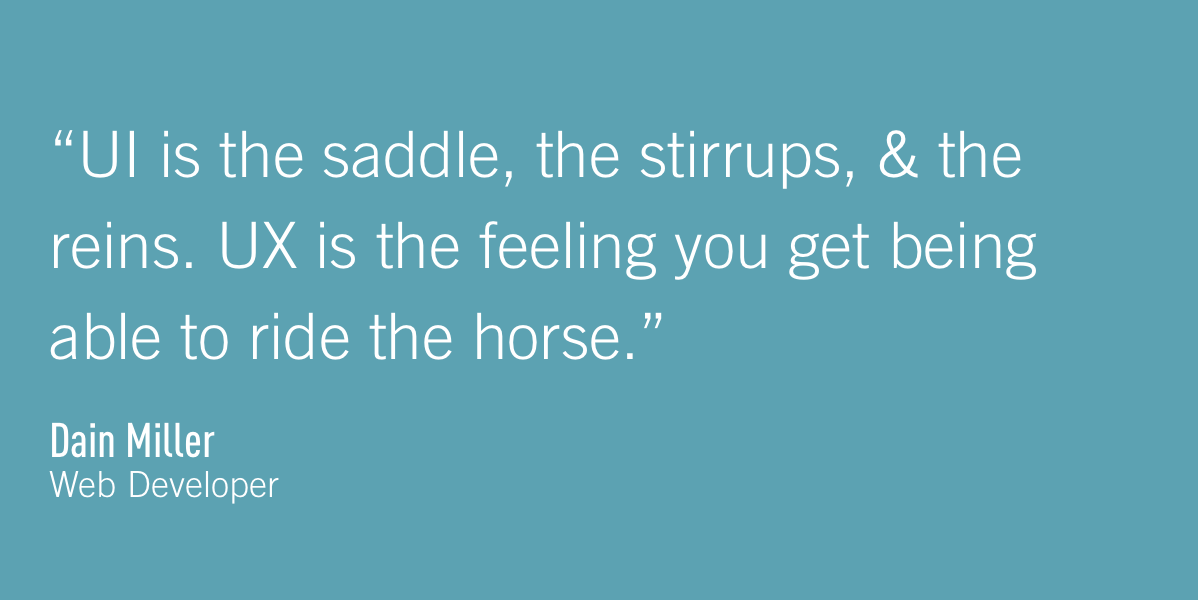 “UI is the saddle, the stirrups, & the
reins. UX is the feeling you get being
able to ride the horse.”
Dain Miller
Web Developer